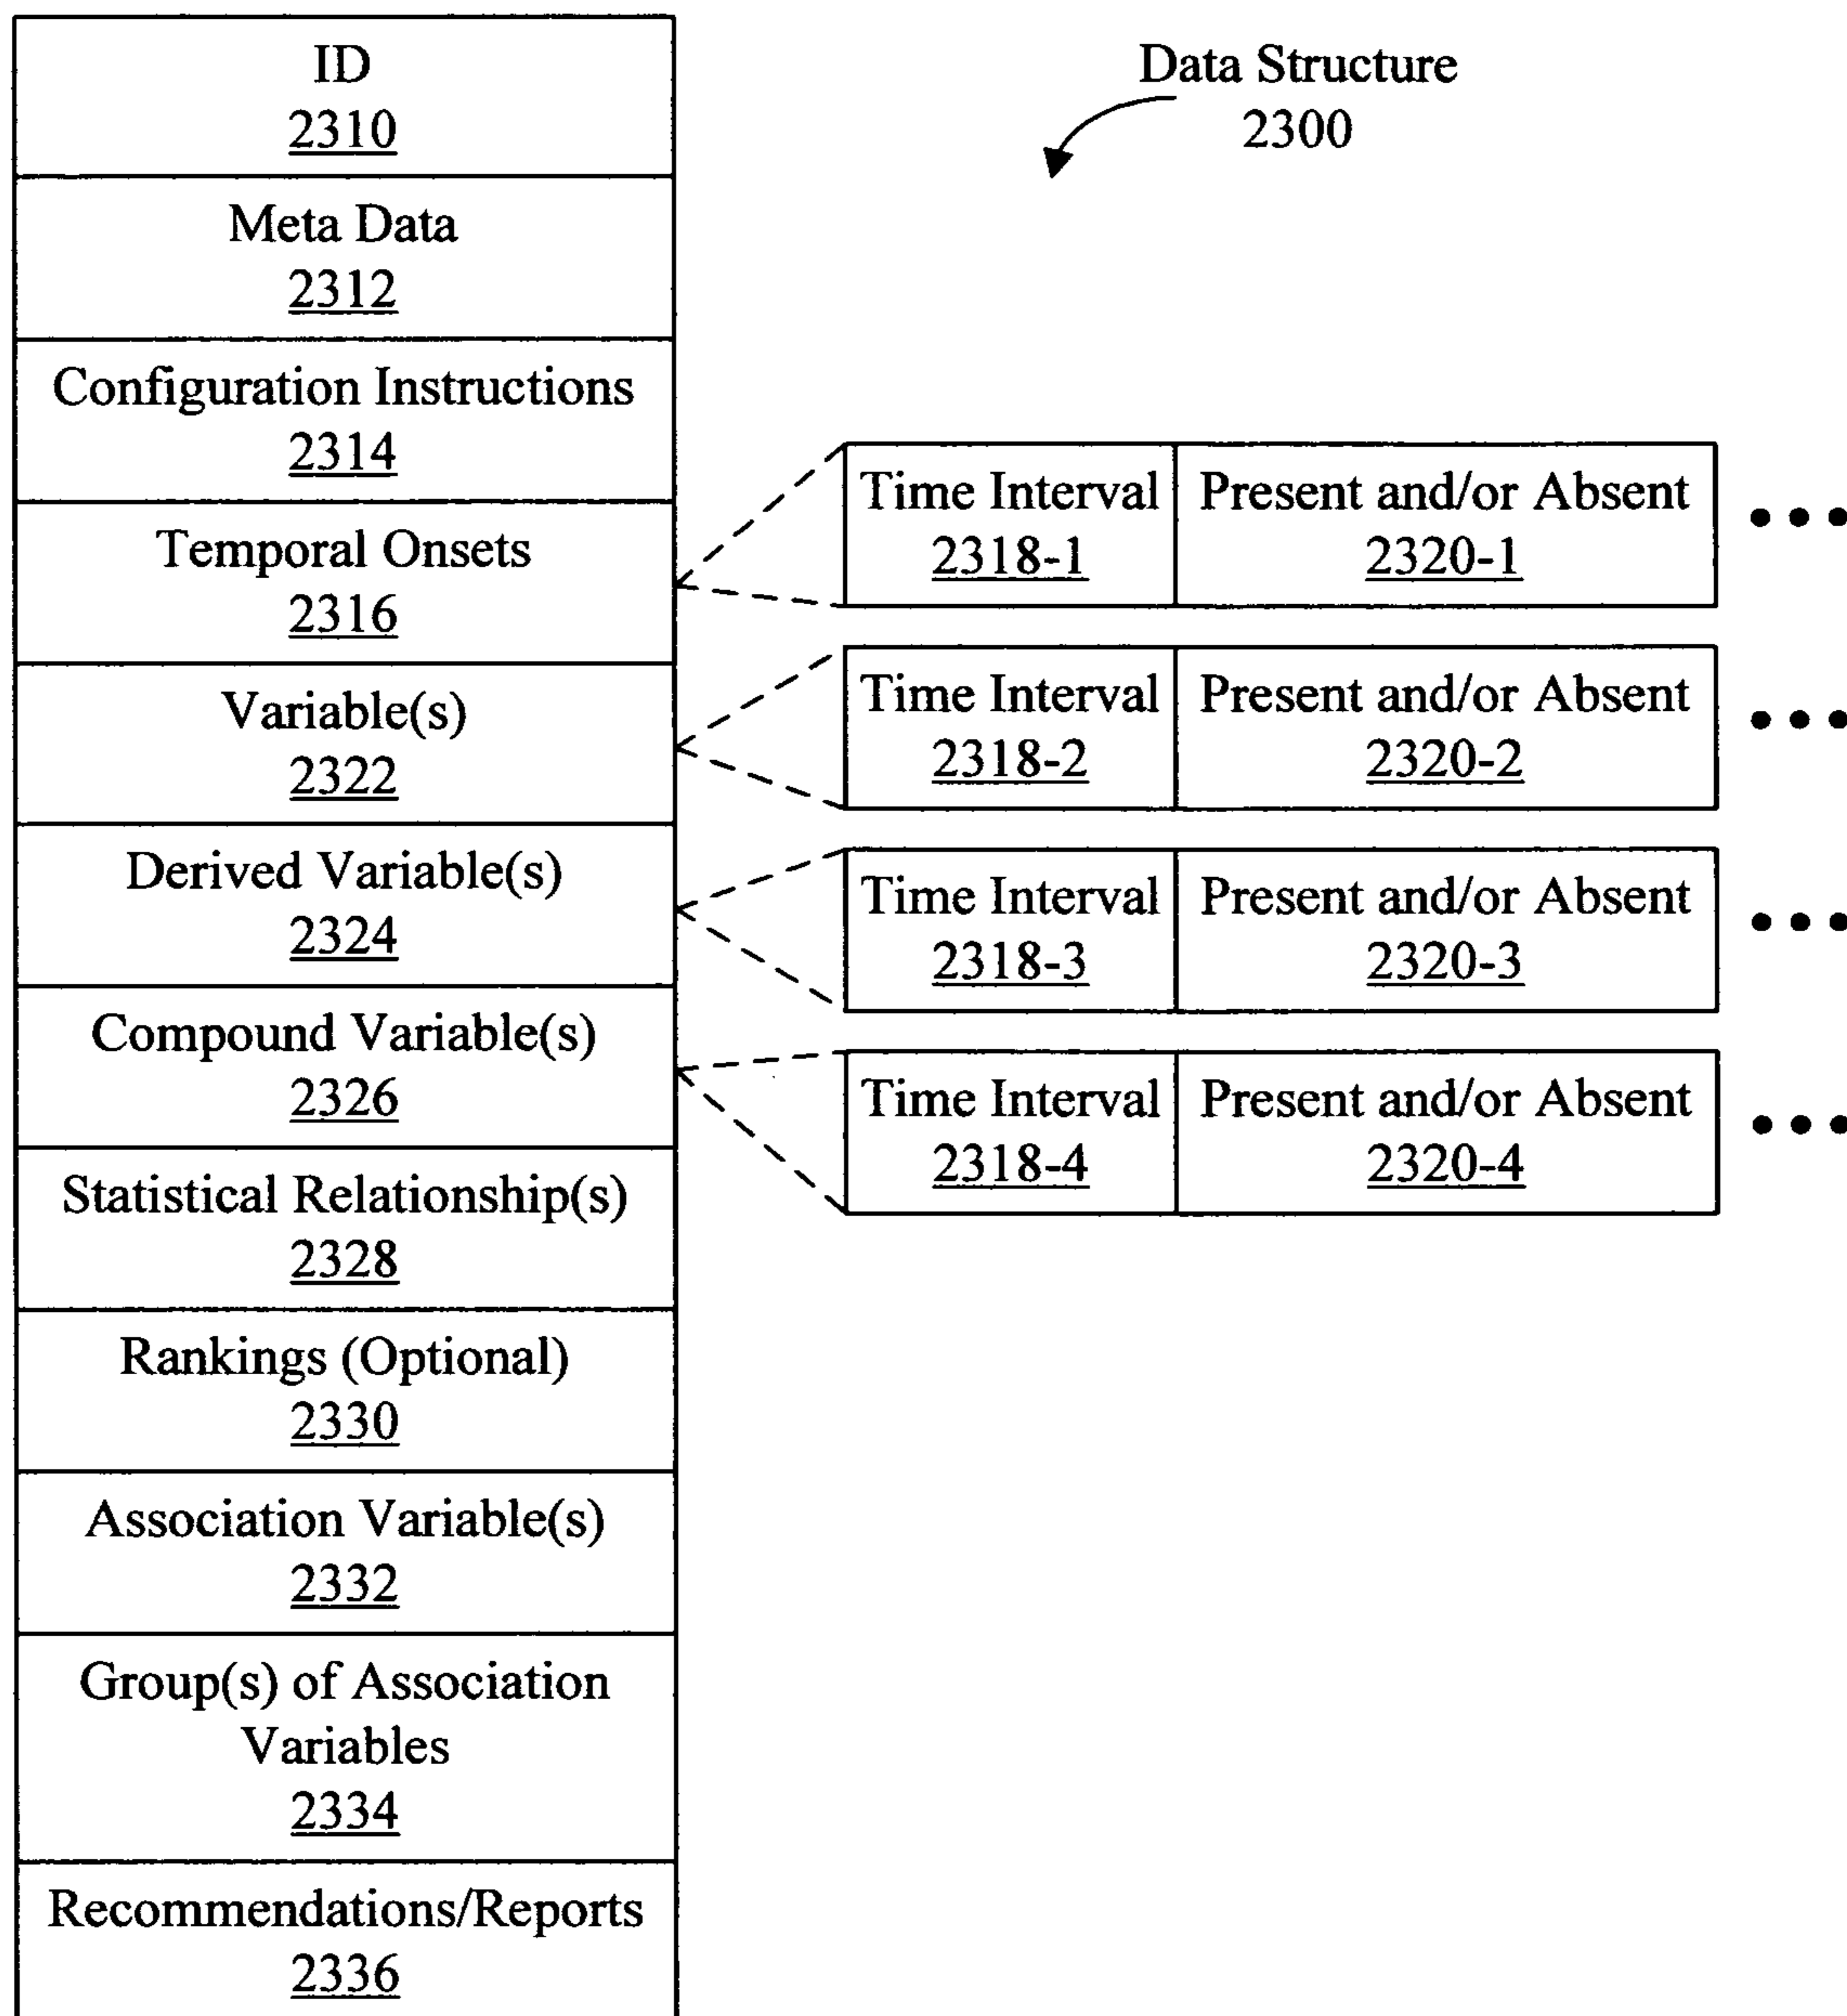 ID
2310
Meta Data
2312
Configuration Instructions
2314
Temporal Onsets
2316
Variable(s)
2322
Derived Variable(s)
2324
Compound Variable(s)
2326
Statistical Relationship(s)
2328
Rankings (Optional)
2330
Association Variable(s)
2332
Group(s) of Association
Variables
2334
Recommendations/Reports
2336
Data Structure
2300
Time Interval
2318-1
Present and/or Absent
2320-1
Time Interval
2318-2
Present and/or Absent
2320-2
Time Interval
2318-3
Present and/or Absent
2320-3
Time Interval
2318-4
Present and/or Absent
2320-4